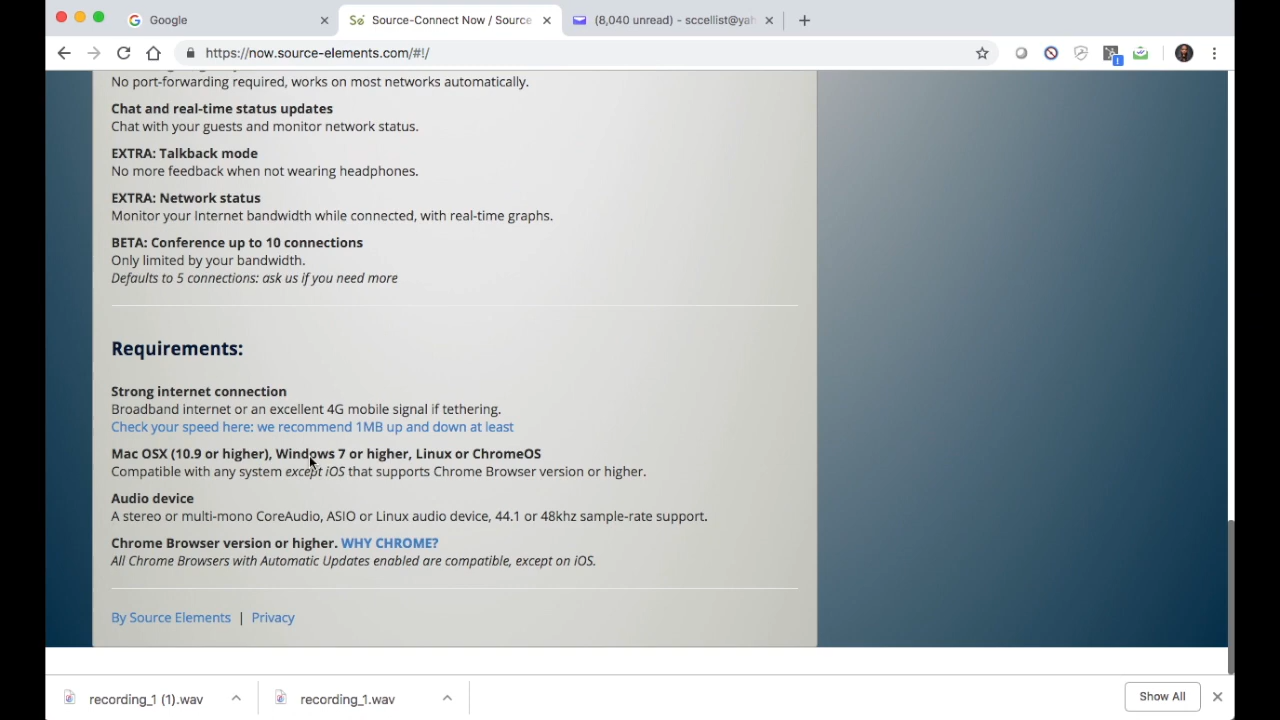 Google
Source-Connect Now / Source
(8,040 unread) - sccellist@yah
https://now.source-elements.com/#!/
No port-forwarding required, works on most networks automatically.
Chat and real-time status updates
Chat with your guests and monitor network status.
EXTRA: Talkback mode
No more feedback when not wearing headphones.
EXTRA: Network status
Monitor your Internet bandwidth while connected, with real-time graphs.
BETA: Conference up to 10 connections
Only limited by your bandwidth.
Defaults to 5 connections: ask us if you need more
Requirements:
Strong internet connection
Broadband internet or an excellent 4G mobile signal if tethering.
Check your speed here: we recommend 1MB up and down at least
Mac OSX (10.9 or higher), Windows 7 or higher, Linux or ChromeOS
Compatible with any system except iOS that supports Chrome Browser version or higher.
Audio device
A stereo or multi-mono CoreAudio, ASIO or Linux audio device, 44.1 or 48khz sample-rate support.
Chrome Browser version or higher. WHY CHROME?
All Chrome Browsers with Automatic Updates enabled are compatible, except on iOS.
By Source Elements | Privacy
recording_1 (1).wav
recording_1.wav
Show All